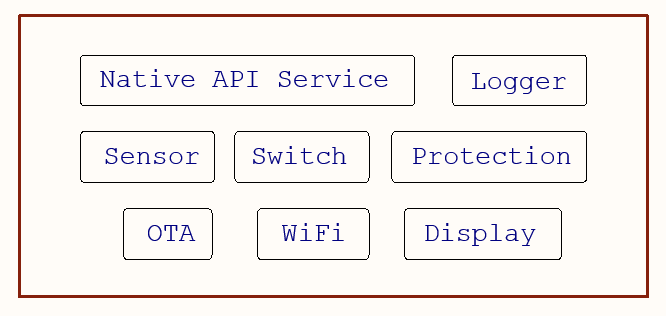 Native API Service
Logger
Sensor
Switch
Protection
OTA
WiFi
Display